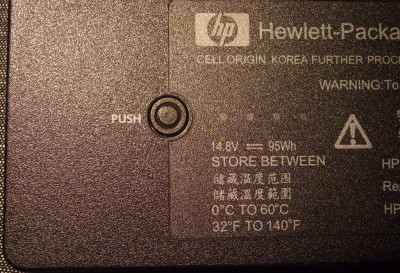 hp Hewlett-Packa
CELL ORIGIN KOREA FURTHER PROC
WARNING:To
PUSH
14.8V ⎓ 95Wh
STORE BETWEEN
储藏温度范围
儲藏溫度範圍
0°C TO 60°C
32°F TO 140°F
HP
Re
HP